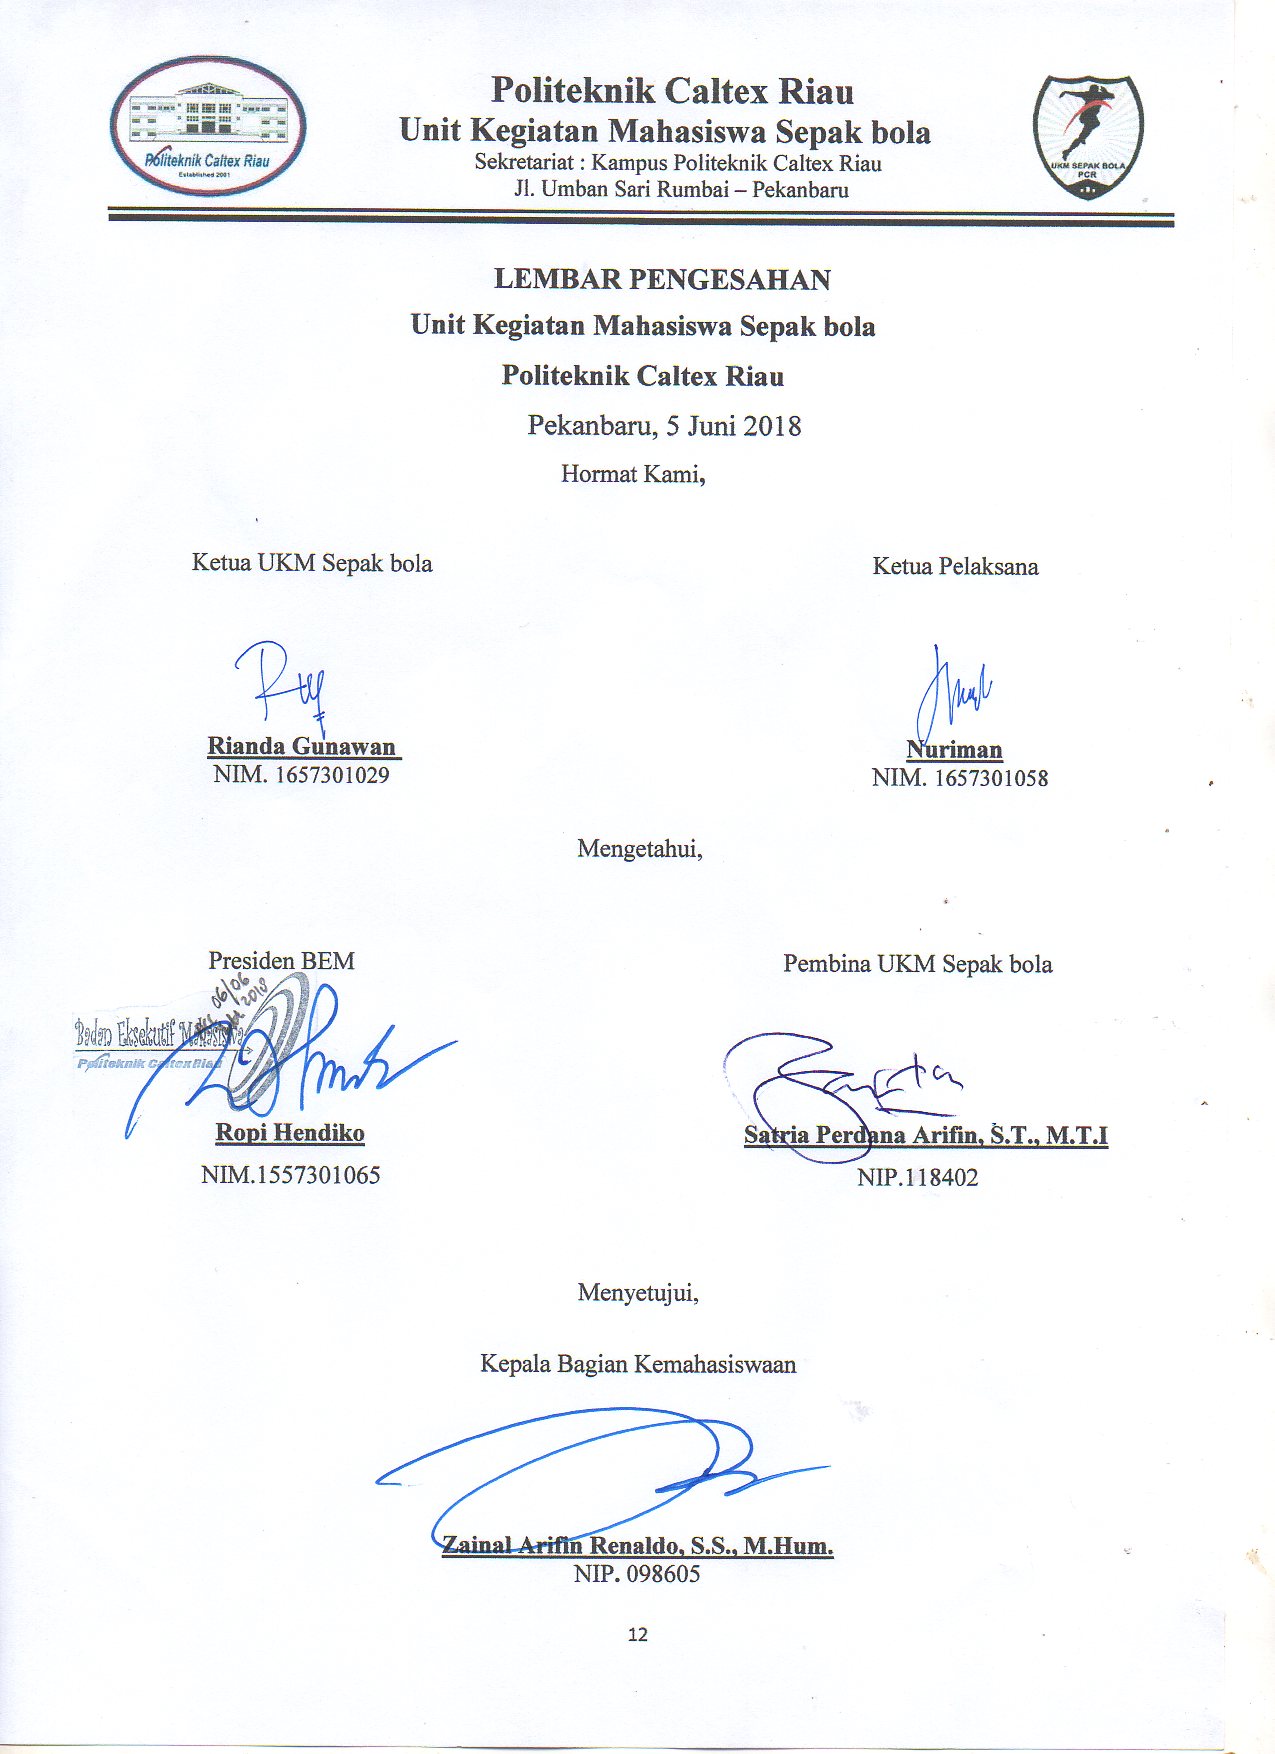 Politeknik Caltex Riau
Unit Kegiatan Mahasiswa Sepak bola
Sekretariat : Kampus Politeknik Caltex Riau
Jl. Umban Sari Rumbai – Pekanbaru
Politeknik Caltex Riau
Established 2001
UKM SEPAK BOLA
PCR
LEMBAR PENGESAHAN
Unit Kegiatan Mahasiswa Sepak bola
Politeknik Caltex Riau
Pekanbaru, 5 Juni 2018
Hormat Kami,
Ketua UKM Sepak bola
Ketua Pelaksana
Rianda Gunawan
Nuriman
NIM. 1657301029
NIM. 1657301058
Mengetahui,
Presiden BEM
Pembina UKM Sepak bola
06/06
2018
Badan Eksekutif Mahasiswa
Politeknik Caltex Riau
Ropi Hendiko
Satria Perdana Arifin, S.T., M.T.I
NIM.1557301065
NIP.118402
Menyetujui,
Kepala Bagian Kemahasiswaan
Zainal Arifin Renaldo, S.S., M.Hum.
NIP. 098605
12